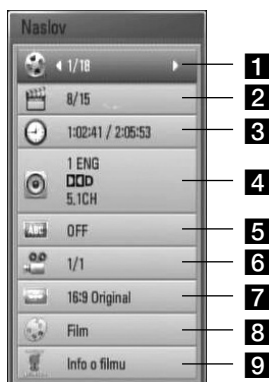 Naslov
1/18 1
8/15 2
1:02:41 / 2:05:53 3
1 ENG
DD D 4
5.1CH
ABC OFF 5
1/1 6
16:9 Original 7
Film 8
Info o filmu 9